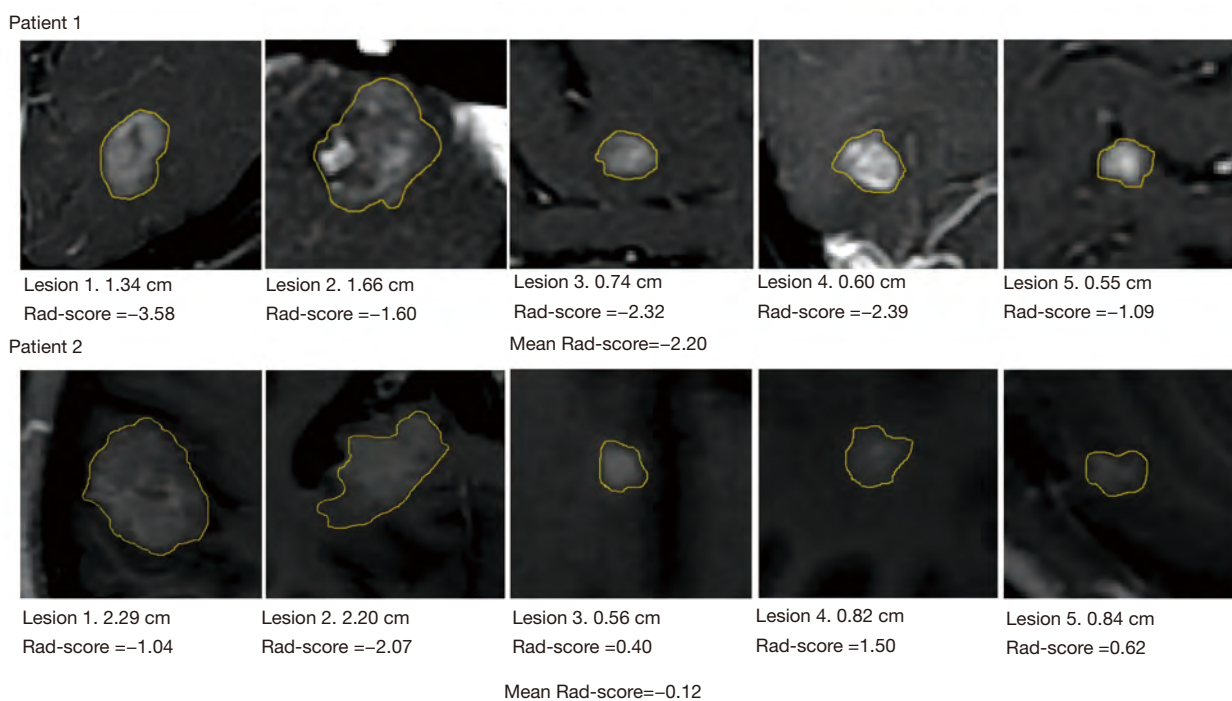 Patient 1
Lesion 1. 1.34 cm
Rad-score =−3.58
Lesion 2. 1.66 cm
Rad-score =−1.60
Lesion 3. 0.74 cm
Rad-score =−2.32
Lesion 4. 0.60 cm
Rad-score =−2.39
Lesion 5. 0.55 cm
Rad-score =−1.09
Mean Rad-score=−2.20
Patient 2
Lesion 1. 2.29 cm
Rad-score =−1.04
Lesion 2. 2.20 cm
Rad-score =−2.07
Lesion 3. 0.56 cm
Rad-score =0.40
Lesion 4. 0.82 cm
Rad-score =1.50
Lesion 5. 0.84 cm
Rad-score =0.62
Mean Rad-score=−0.12